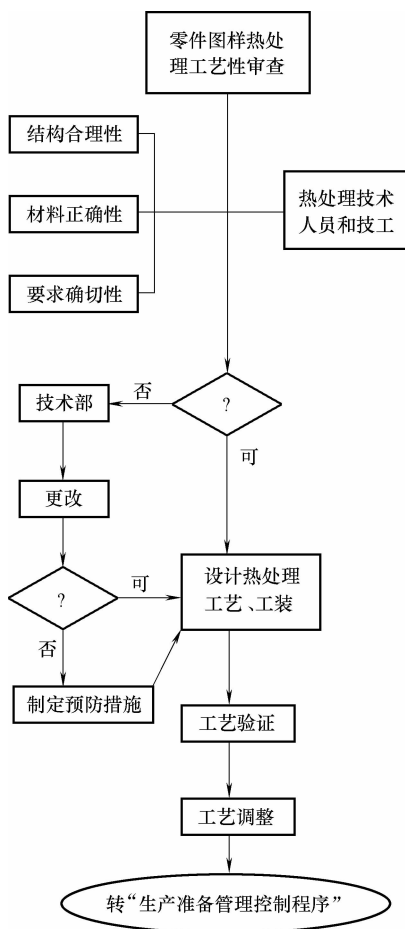 零件图样热处
理工艺性审查
结构合理性
材料正确性
热处理技术
人员和技工
要求确切性
?
否
技术部
可
更改
?
可
设计热处理
工艺、工装
否
制定预防措施
工艺验证
工艺调整
转“生产准备管理控制程序”